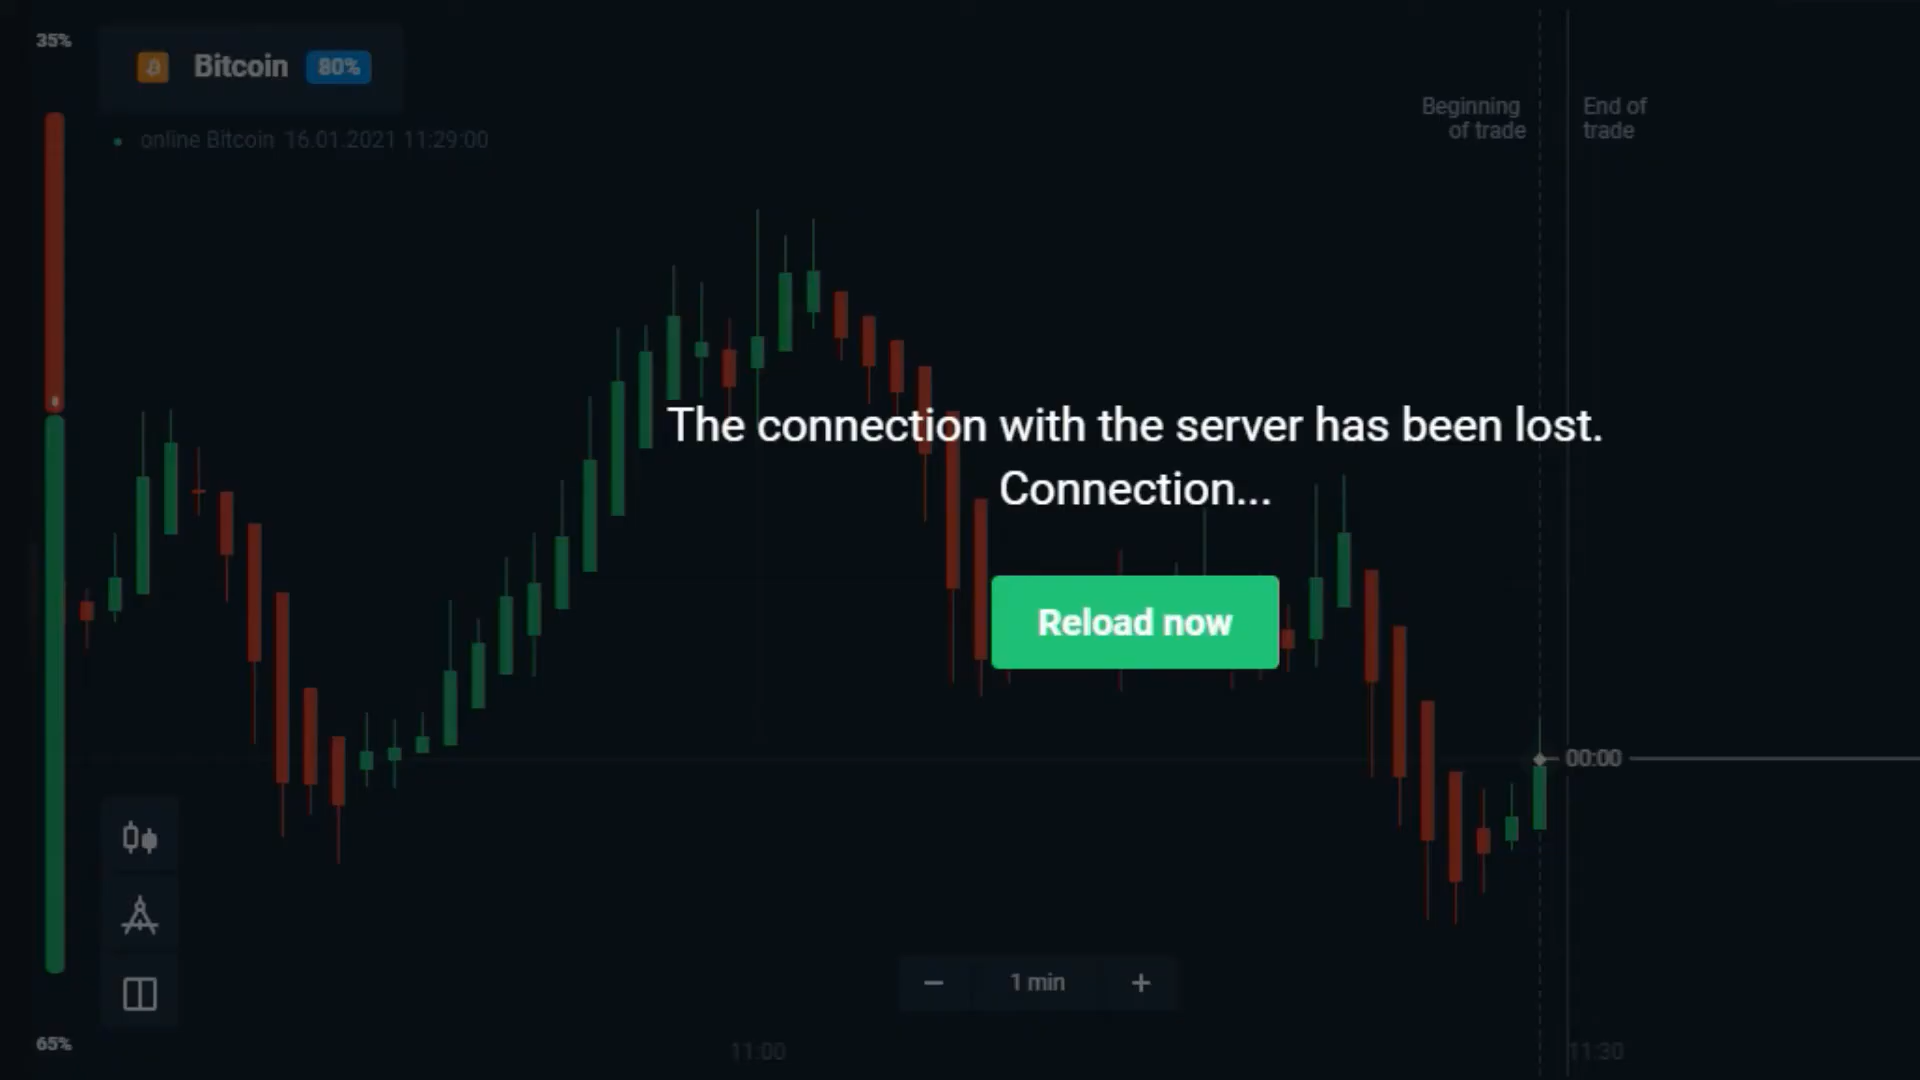 35%
Bitcoin 80%
online Bitcoin 16.01.2021 11:29:00
Beginning
of trade
End of
trade
The connection with the server has been lost.
Connection...
Reload now
00:00
1 min
65%
11:00
11:30